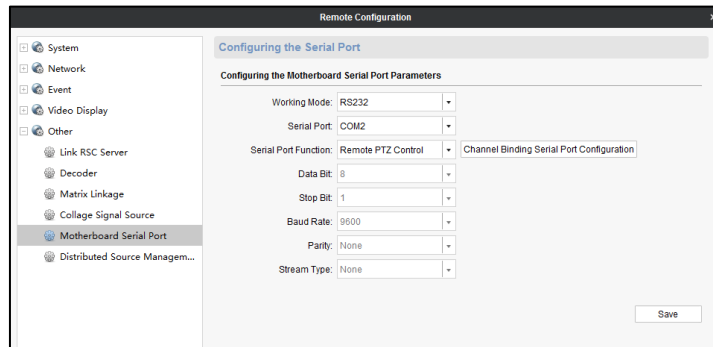 Remote Configuration
System
Network
Event
Video Display
Other
Link RSC Server
Decoder
Matrix Linkage
Collage Signal Source
Motherboard Serial Port
Distributed Source Managem...
Configuring the Serial Port
Configuring the Motherboard Serial Port Parameters
Working Mode: RS232
Serial Port: COM2
Serial Port Function: Remote PTZ Control Channel Binding Serial Port Configuration
Data Bit: 8
Stop Bit: 1
Baud Rate: 9600
Parity: None
Stream Type: None
Save